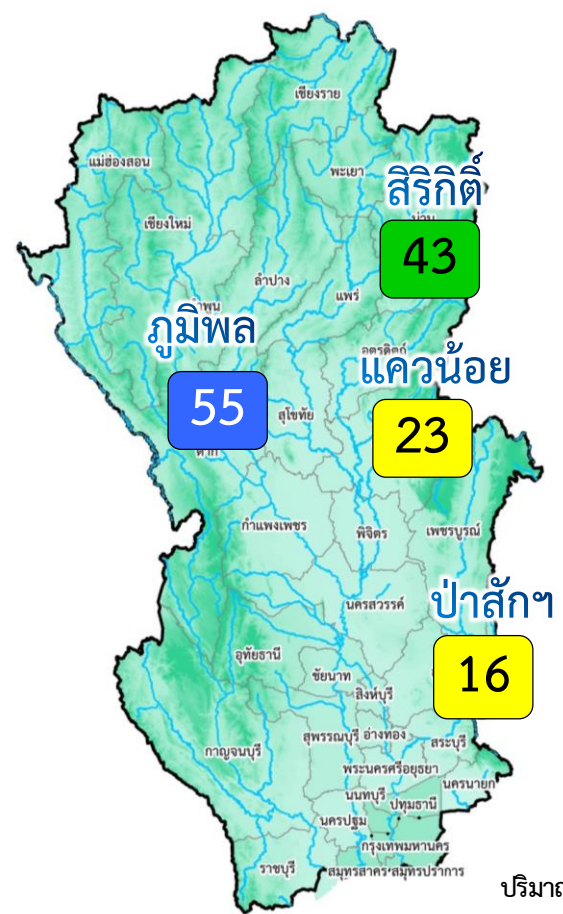 เชียงราย
แม่ฮ่องสอน
พะเยา
สิริกิติ์
น่าน
เชียงใหม่
43
ลำปาง
แพร่
ลำพูน
ภูมิพล
อุตรดิตถ์
แควน้อย
55
สุโขทัย
23
ตาก
กำแพงเพชร
พิจิตร
เพชรบูรณ์
นครสวรรค์
ป่าสักฯ
อุทัยธานี
16
ชัยนาท
สิงห์บุรี
สุพรรณบุรี อ่างทอง
สระบุรี
กาญจนบุรี
พระนครศรีอยุธยา
นครนายก
นนทบุรี
ปทุมธานี
นครปฐม
กรุงเทพมหานคร
ราชบุรี
สมุทรสาคร
สมุทรปราการ